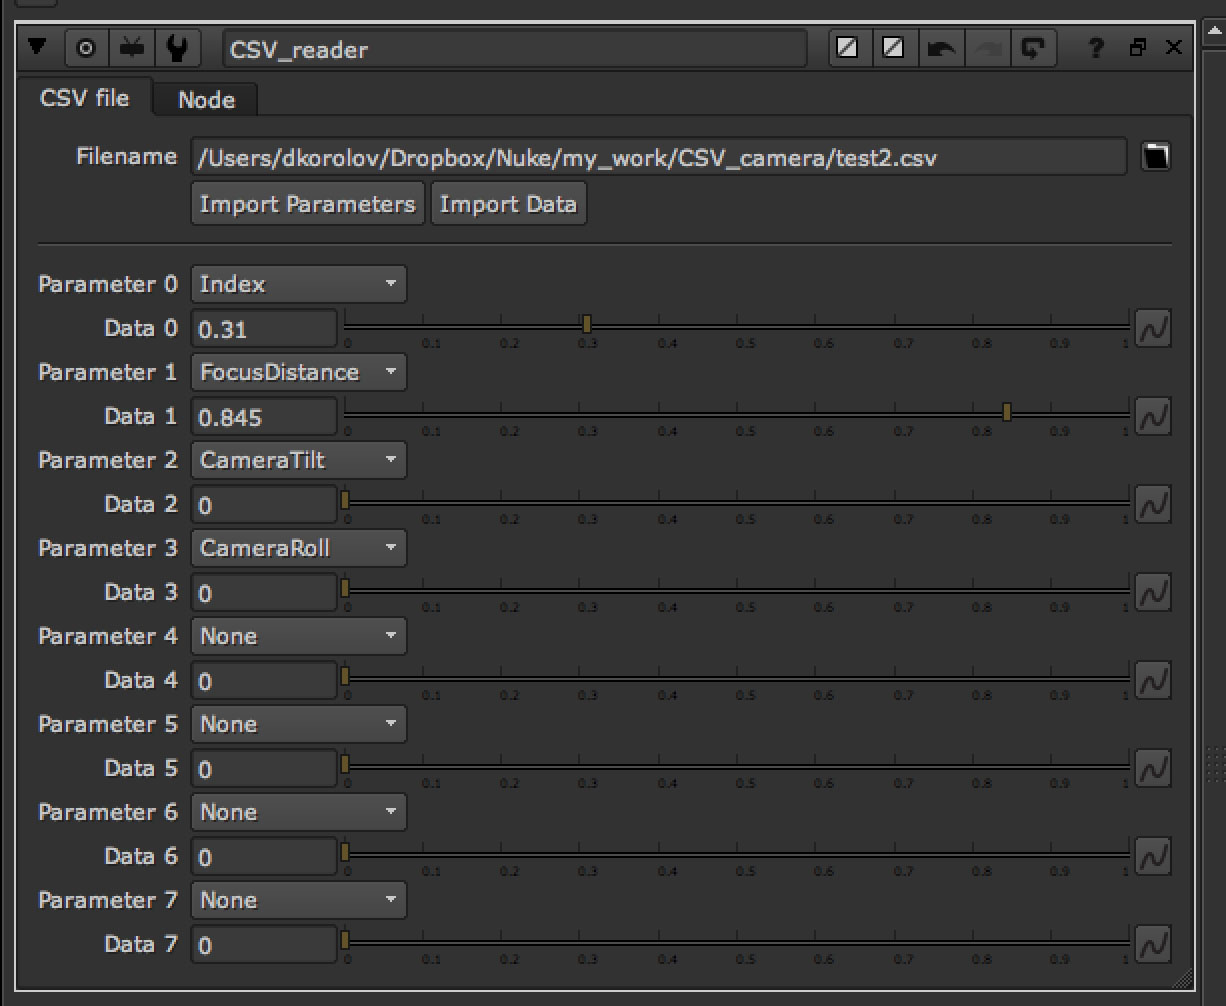 CSV_reader
?
CSV file Node
Filename /Users/dkorolov/Dropbox/Nuke/my_work/CSV_camera/test2.csv
Import Parameters Import Data
Parameter 0 Index
Data 0 0.31
0 0.1 0.2 0.3 0.4 0.5 0.6 0.7 0.8 0.9 1
Parameter 1 FocusDistance
Data 1 0.845
0 0.1 0.2 0.3 0.4 0.5 0.6 0.7 0.8 0.9 1
Parameter 2 CameraTilt
Data 2 0
0 0.1 0.2 0.3 0.4 0.5 0.6 0.7 0.8 0.9 1
Parameter 3 CameraRoll
Data 3 0
0 0.1 0.2 0.3 0.4 0.5 0.6 0.7 0.8 0.9 1
Parameter 4 None
Data 4 0
0 0.1 0.2 0.3 0.4 0.5 0.6 0.7 0.8 0.9 1
Parameter 5 None
Data 5 0
0 0.1 0.2 0.3 0.4 0.5 0.6 0.7 0.8 0.9 1
Parameter 6 None
Data 6 0
0 0.1 0.2 0.3 0.4 0.5 0.6 0.7 0.8 0.9 1
Parameter 7 None
Data 7 0
0 0.1 0.2 0.3 0.4 0.5 0.6 0.7 0.8 0.9 1